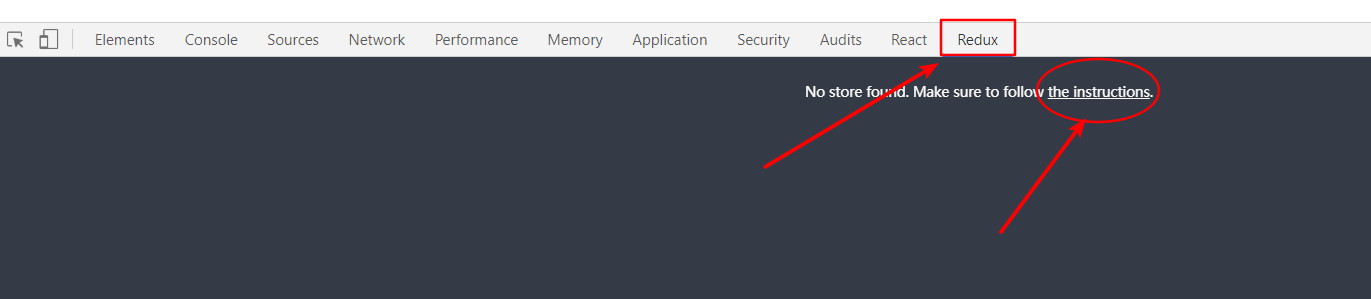 Elements Console Sources Network Performance Memory Application Security Audits React Redux
No store found. Make sure to follow the instructions.